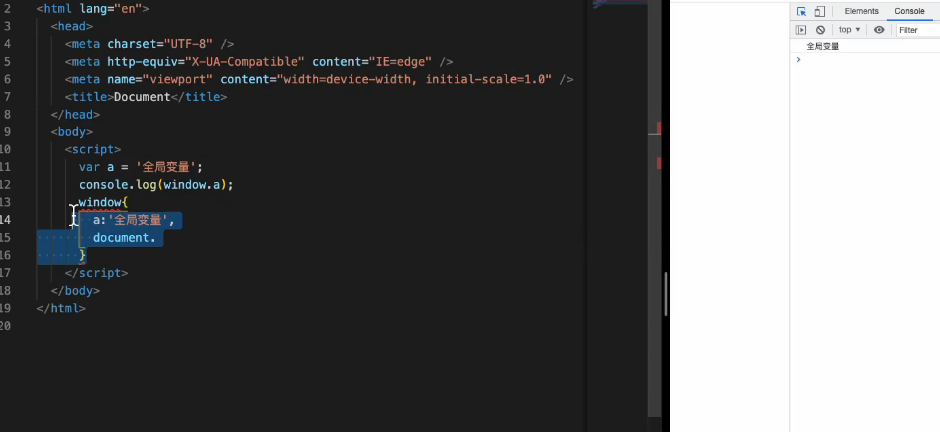 2 <html lang="en">
3 <head>
4 <meta charset="UTF-8" />
5 <meta http-equiv="X-UA-Compatible" content="IE=edge" />
6 <meta name="viewport" content="width=device-width, initial-scale=1.0" />
7 <title>Document</title>
8 </head>
9 <body>
10 <script>
11 var a = '全局变量';
12 console.log(window.a);
13 window{
14 a:'全局变量',
15 document.
16 }
17 </script>
18 </body>
19 </html>
20
Elements Console
top ▼ Filter
全局变量
>